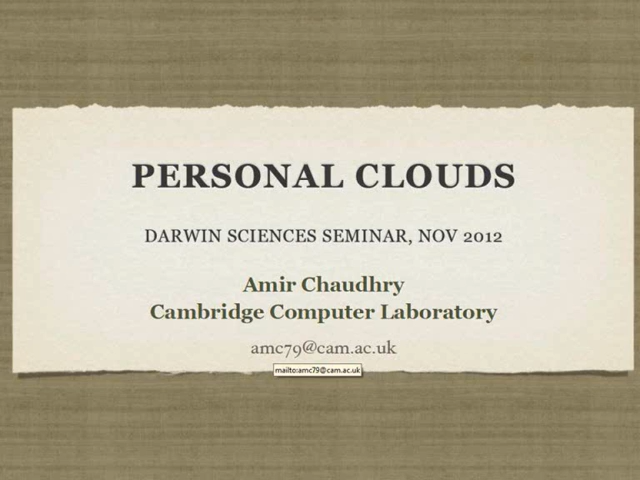 PERSONAL CLOUDS
DARWIN SCIENCES SEMINAR, NOV 2012
Amir Chaudhry
Cambridge Computer Laboratory
amc79@cam.ac.uk
mailto:amc79@cam.ac.uk